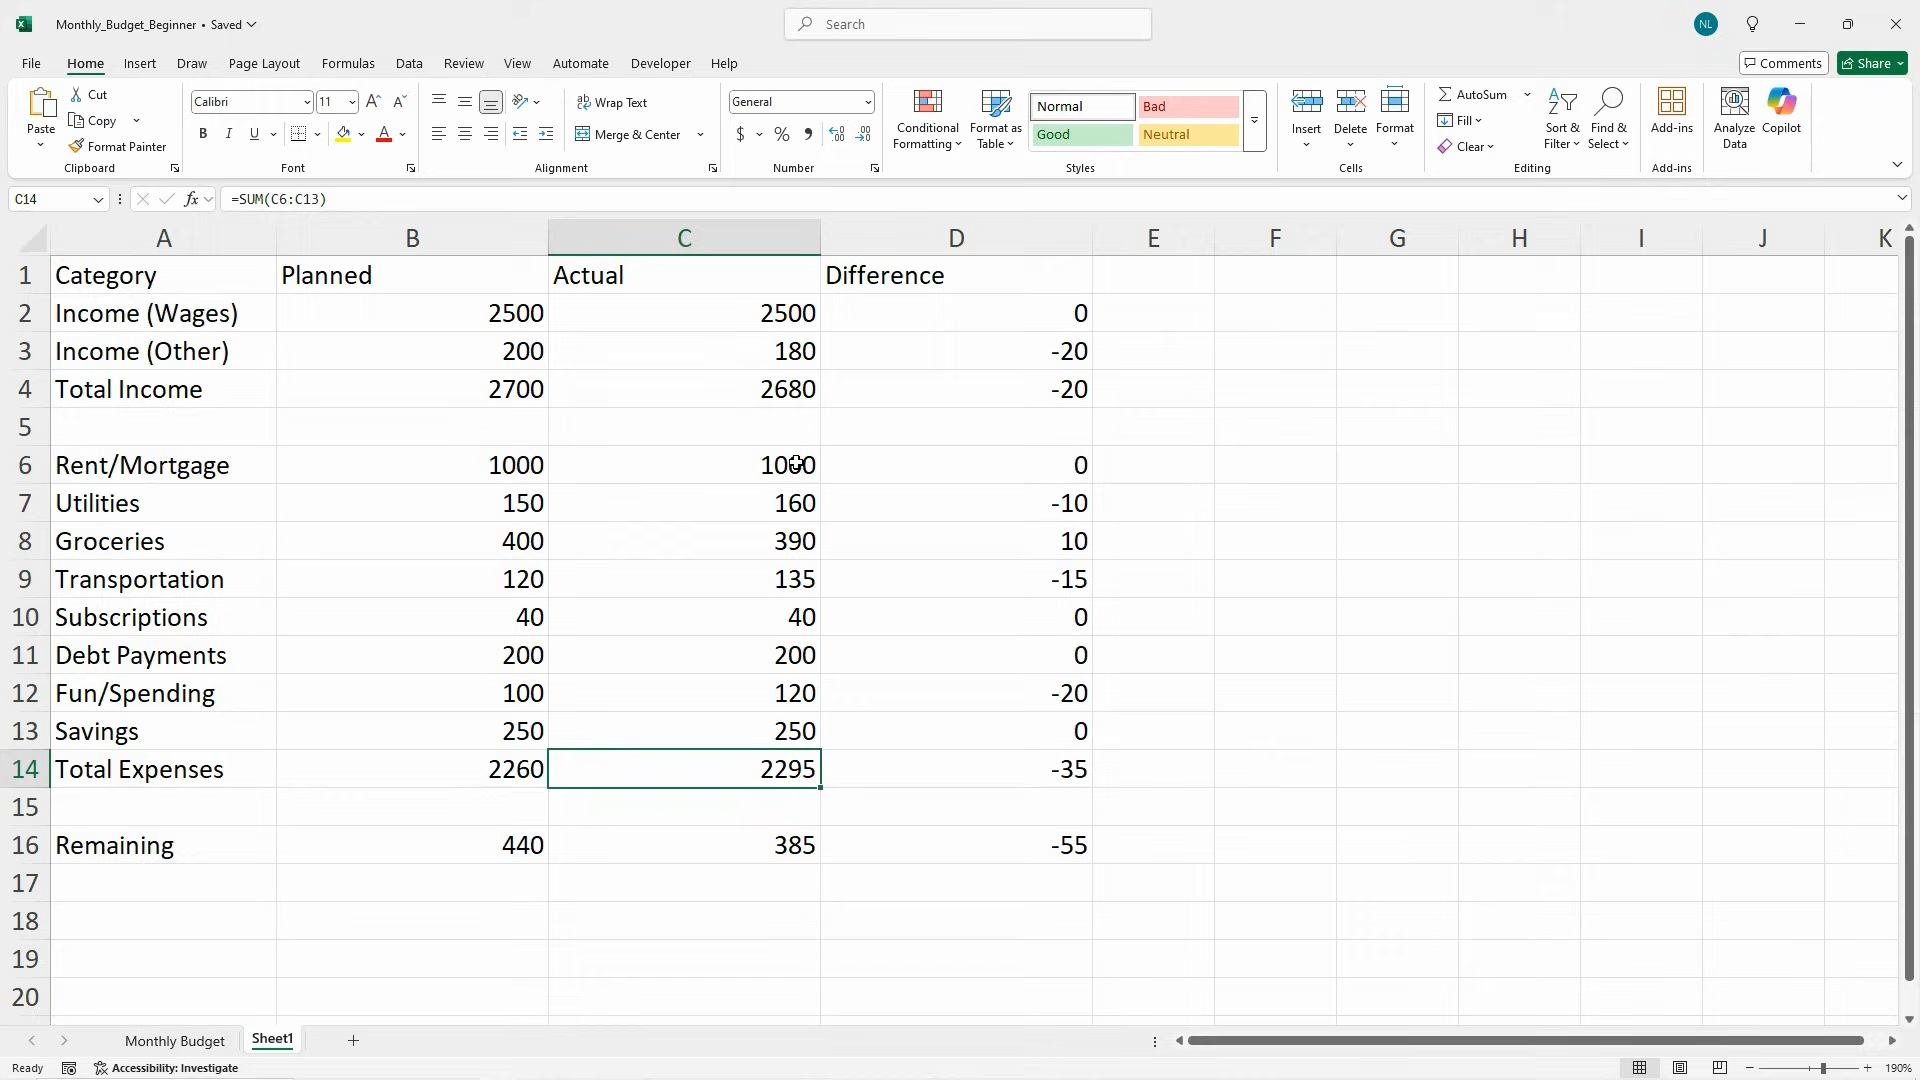 Monthly_Budget_Beginner • Saved
Search
NL
File Home Insert Draw Page Layout Formulas Data Review View Automate Developer Help
Comments Share
Paste
Cut
Copy
Format Painter
Clipboard
Calibri 11
B I U
Font
Wrap Text
Merge & Center
Alignment
General
$ % ,
Number
Conditional Formatting
Format as Table
Normal Bad
Good Neutral
Styles
Insert Delete Format
Cells
AutoSum
Fill
Clear
Sort & Filter
Find & Select
Editing
Add-ins
Add-ins
Analyze Data
Copilot
C14 fx =SUM(C6:C13)
A B C D E F G H I J K
1 Category Planned Actual Difference
2 Income (Wages) 2500 2500 0
3 Income (Other) 200 180 -20
4 Total Income 2700 2680 -20
5
6 Rent/Mortgage 1000 1000 0
7 Utilities 150 160 -10
8 Groceries 400 390 10
9 Transportation 120 135 -15
10 Subscriptions 40 40 0
11 Debt Payments 200 200 0
12 Fun/Spending 100 120 -20
13 Savings 250 250 0
14 Total Expenses 2260 2295 -35
15
16 Remaining 440 385 -55
17
18
19
20
Monthly Budget Sheet1
Ready Accessibility: Investigate 190%